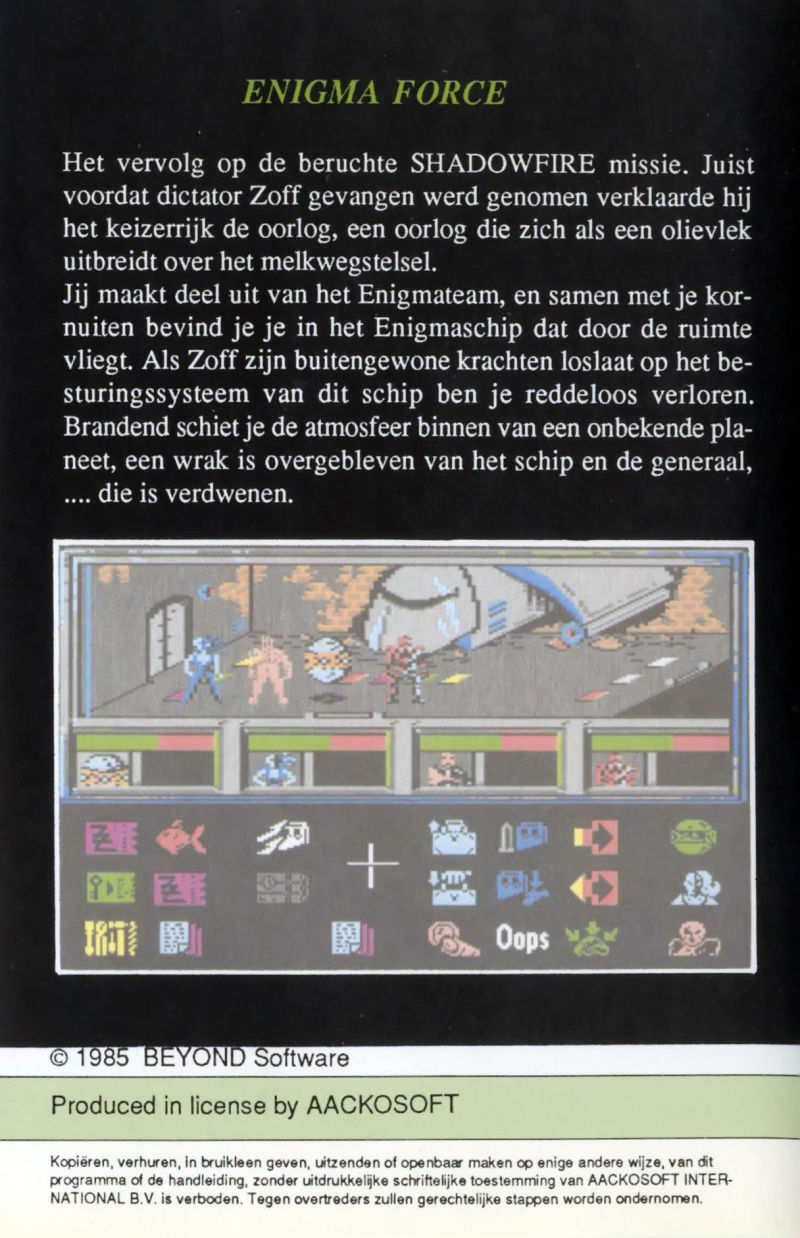 ENIGMA FORCE
Het vervolg op de beruchte SHADOWFIRE missie. Juist
voordat dictator Zoff gevangen werd genomen verklaarde hij
het keizerrijk de oorlog, een oorlog die zich als een olievlek
uitbreidt over het melkwegstelsel.
Jij maakt deel uit van het Enigmateam, en samen met je kor-
nuiten bevind je je in het Enigmaschip dat door de ruimte
vliegt. Als Zoff zijn buitengewone krachten loslaat op het be-
sturingssysteem van dit schip ben je reddeloos verloren.
Brandend schiet je de atmosfeer binnen van een onbekende pla-
neet, een wrak is overgebleven van het schip en de generaal,
.... die is verdwenen.
Oops
© 1985 BEYOND Software
Produced in license by AACKOSOFT
Kopiëren, verhuren, in bruikleen geven, uitzenden of openbaar maken op enige andere wijze, van dit
programma of de handleiding, zonder uitdrukkelijke schriftelijke toestemming van AACKOSOFT INTER-
NATIONAL B.V. is verboden. Tegen overtreders zullen gerechtelijke stappen worden ondernomen.